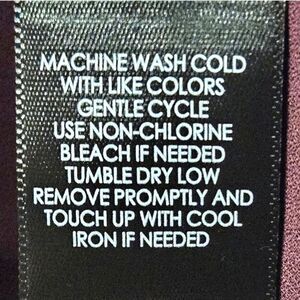 MACHINE WASH COLD
WITH LIKE COLORS
GENTLE CYCLE
USE NON-CHLORINE
BLEACH IF NEEDED
TUMBLE DRY LOW
REMOVE PROMPTLY AND
TOUCH UP WITH COOL
IRON IF NEEDED